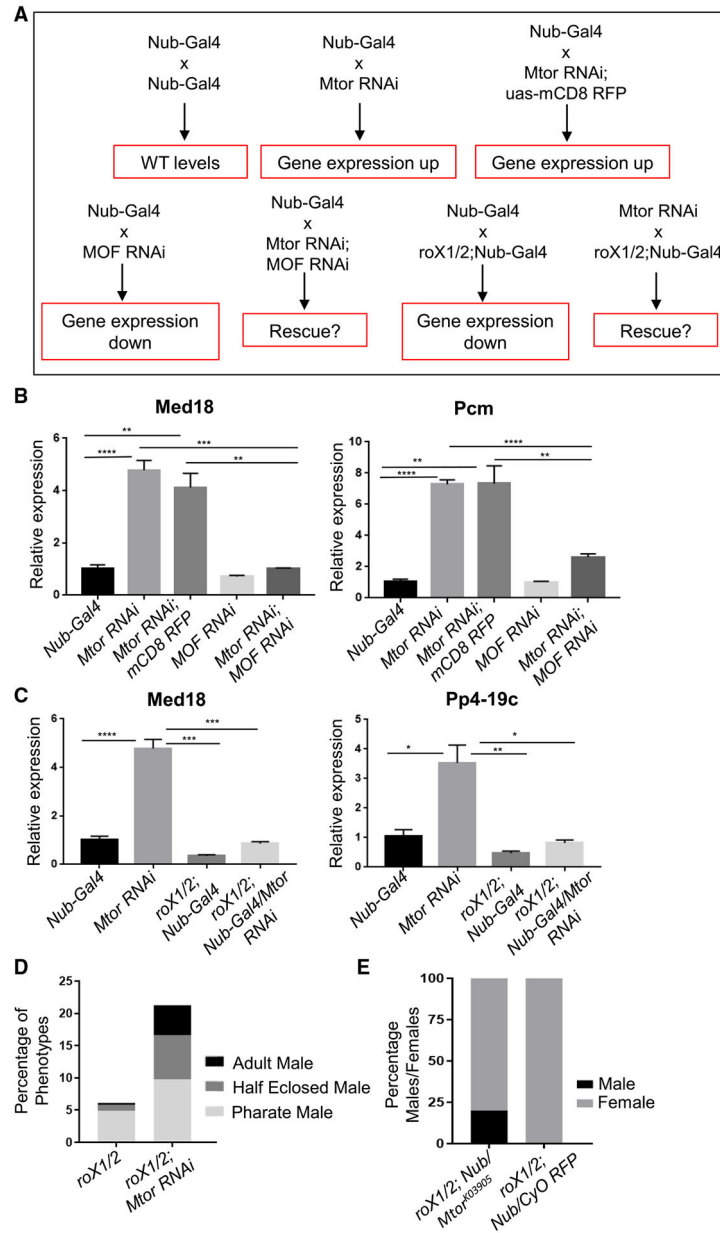 A
Nub-Gal4
x
Nub-Gal4
WT levels
Nub-Gal4
x
Mtor RNAi
Gene expression up
Nub-Gal4
x
Mtor RNAi;
uas-mCD8 RFP
Gene expression up
Nub-Gal4
x
MOF RNAi
Gene expression
down
Nub-Gal4
x
Mtor RNAi;
MOF RNAi
Rescue?
Nub-Gal4
x
roX1/2;Nub-Gal4
Gene expression
down
Mtor RNAi
x
roX1/2;Nub-Gal4
Rescue?
B
Med18
Relative expression
6
4
2
0
**
***
****
**
Nub-Gal4
Mtor RNAi
Mtor RNAi;
mCD8 RFP
MOF RNAi
Mtor RNAi;
MOF RNAi
Pcm
Relative expression
10
8
6
4
2
0
****
**
**
****
Nub-Gal4
Mtor RNAi
Mtor RNAi;
mCD8 RFP
MOF RNAi
Mtor RNAi;
MOF RNAi
C
Med18
Relative expression
6
4
2
0
***
****
***
Nub-Gal4
Mtor RNAi
roX1/2;
Nub-Gal4
roX1/2;
Nub-Gal4/Mtor
RNAi
Pp4-19c
Relative expression
5
4
3
2
1
0
*
*
**
Nub-Gal4
Mtor RNAi
roX1/2;
Nub-Gal4
roX1/2;
Nub-Gal4/Mtor
RNAi
D
Percentage of
Phenotypes
25
20
15
10
5
0
Adult Male
Half Eclosed Male
Pharate Male
roX1/2
roX1/2;
Mtor RNAi
E
Percentage
Males/Females
100
75
50
25
0
Male
Female
roX1/2; Nub/
Mtor^K03905
roX1/2;
Nub/CyO RFP